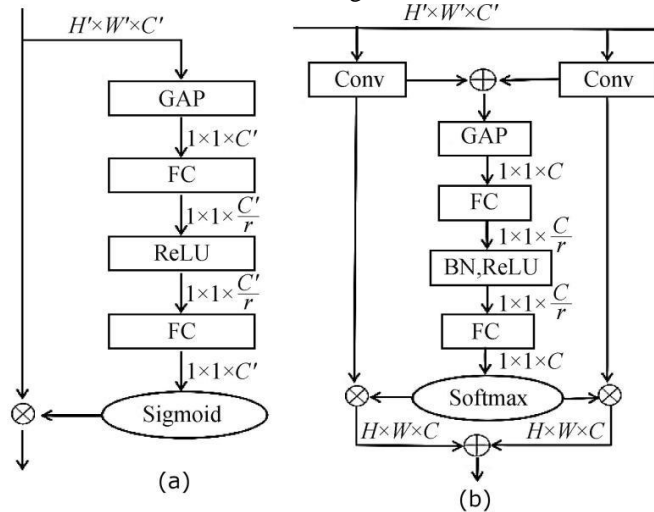 H'×W'×C'
GAP
1×1×C'
FC
1×1×C'/r
ReLU
1×1×C'/r
FC
1×1×C'
Sigmoid
(a)
H'×W'×C'
Conv
Conv
GAP
1×1×C
FC
1×1×C/r
BN,ReLU
1×1×C/r
FC
1×1×C
Softmax
H×W×C
H×W×C
(b)